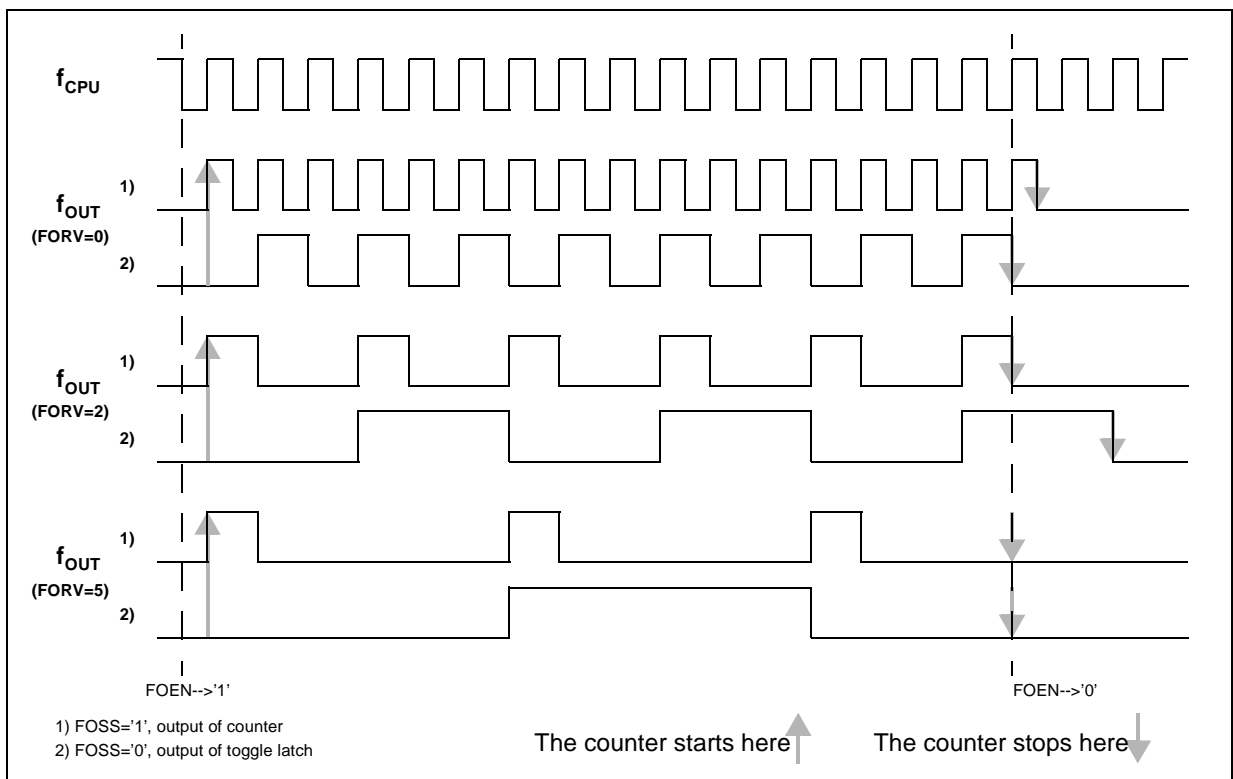 fCPU
1)
fOUT
(FORV=0)
2)
1)
fOUT
(FORV=2)
2)
1)
fOUT
(FORV=5)
2)
FOEN-->'1' FOEN-->'0'
1) FOSS='1', output of counter
2) FOSS='0', output of toggle latch
The counter starts here The counter stops here